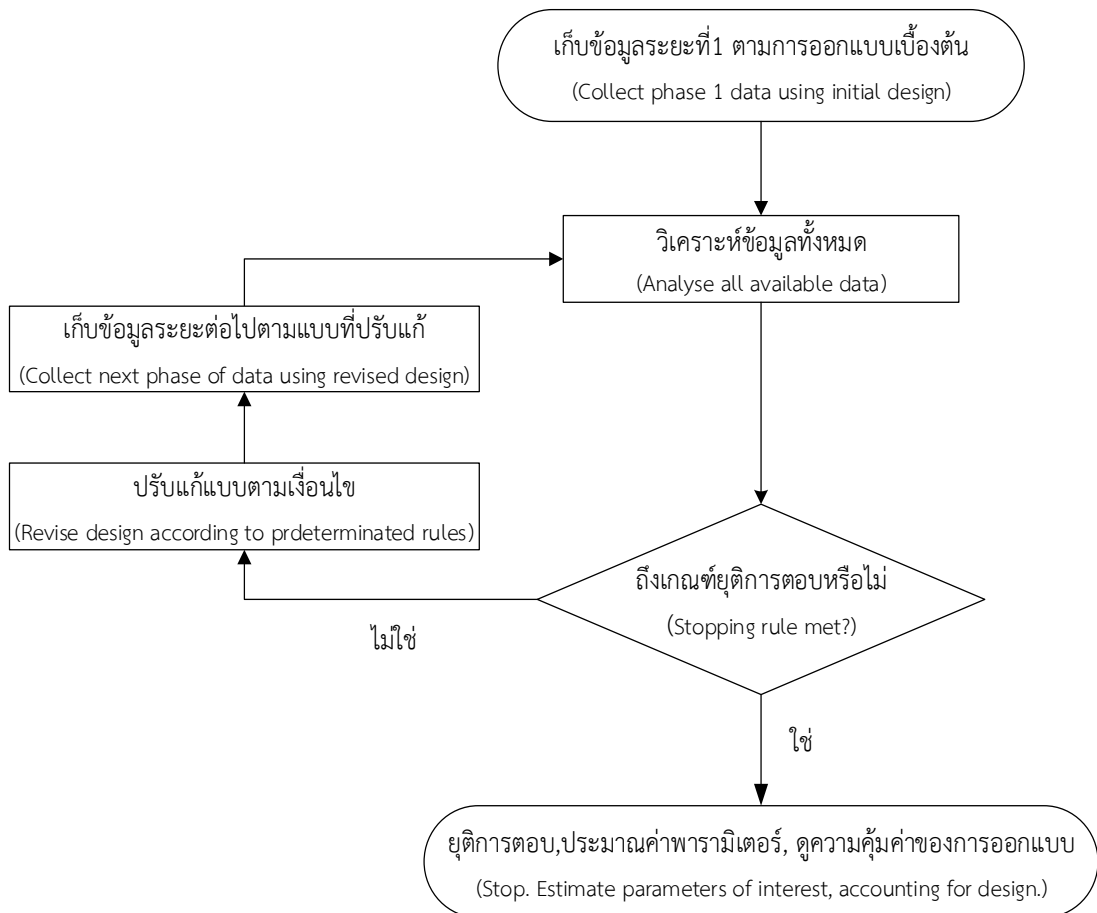 เก็บข้อมูลระยะที่1 ตามการออกแบบเบื้องต้น
(Collect phase 1 data using initial design)
วิเคราะห์ข้อมูลทั้งหมด
(Analyse all available data)
เก็บข้อมูลระยะต่อไปตามแบบที่ปรับแก้
(Collect next phase of data using revised design)
ปรับแก้แบบตามเงื่อนไข
(Revise design according to prdeterminated rules)
ถึงเกณฑ์ยุติการตอบหรือไม่
(Stopping rule met?)
ไม่ใช่
ใช่
ยุติการตอบ,ประมาณค่าพารามิเตอร์, ดูความคุ้มค่าของการออกแบบ
(Stop. Estimate parameters of interest, accounting for design.)